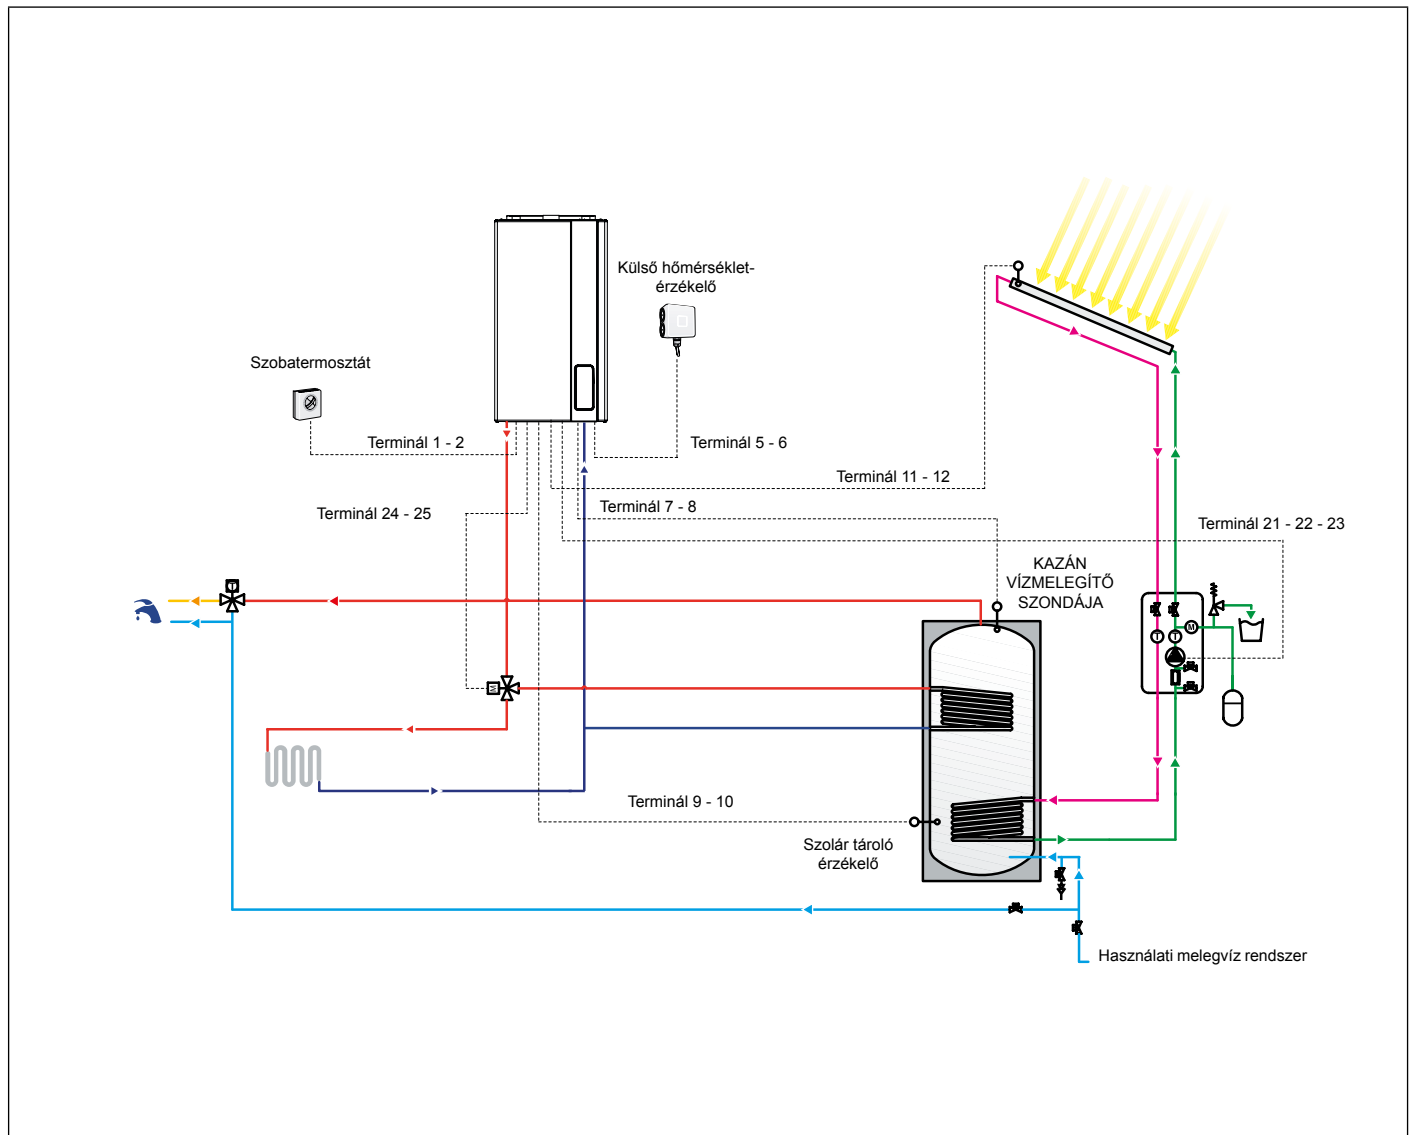 Külső hőmérséklet-
érzékelő
Szobatermosztát
Terminál 1 - 2
Terminál 5 - 6
Terminál 11 - 12
Terminál 24 - 25
Terminál 7 - 8
Terminál 21 - 22 - 23
KAZÁN
VÍZMELEGÍTŐ
SZONDÁJA
T
M
T
T
M
Terminál 9 - 10
Szolár tároló
érzékelő
Használati melegvíz rendszer